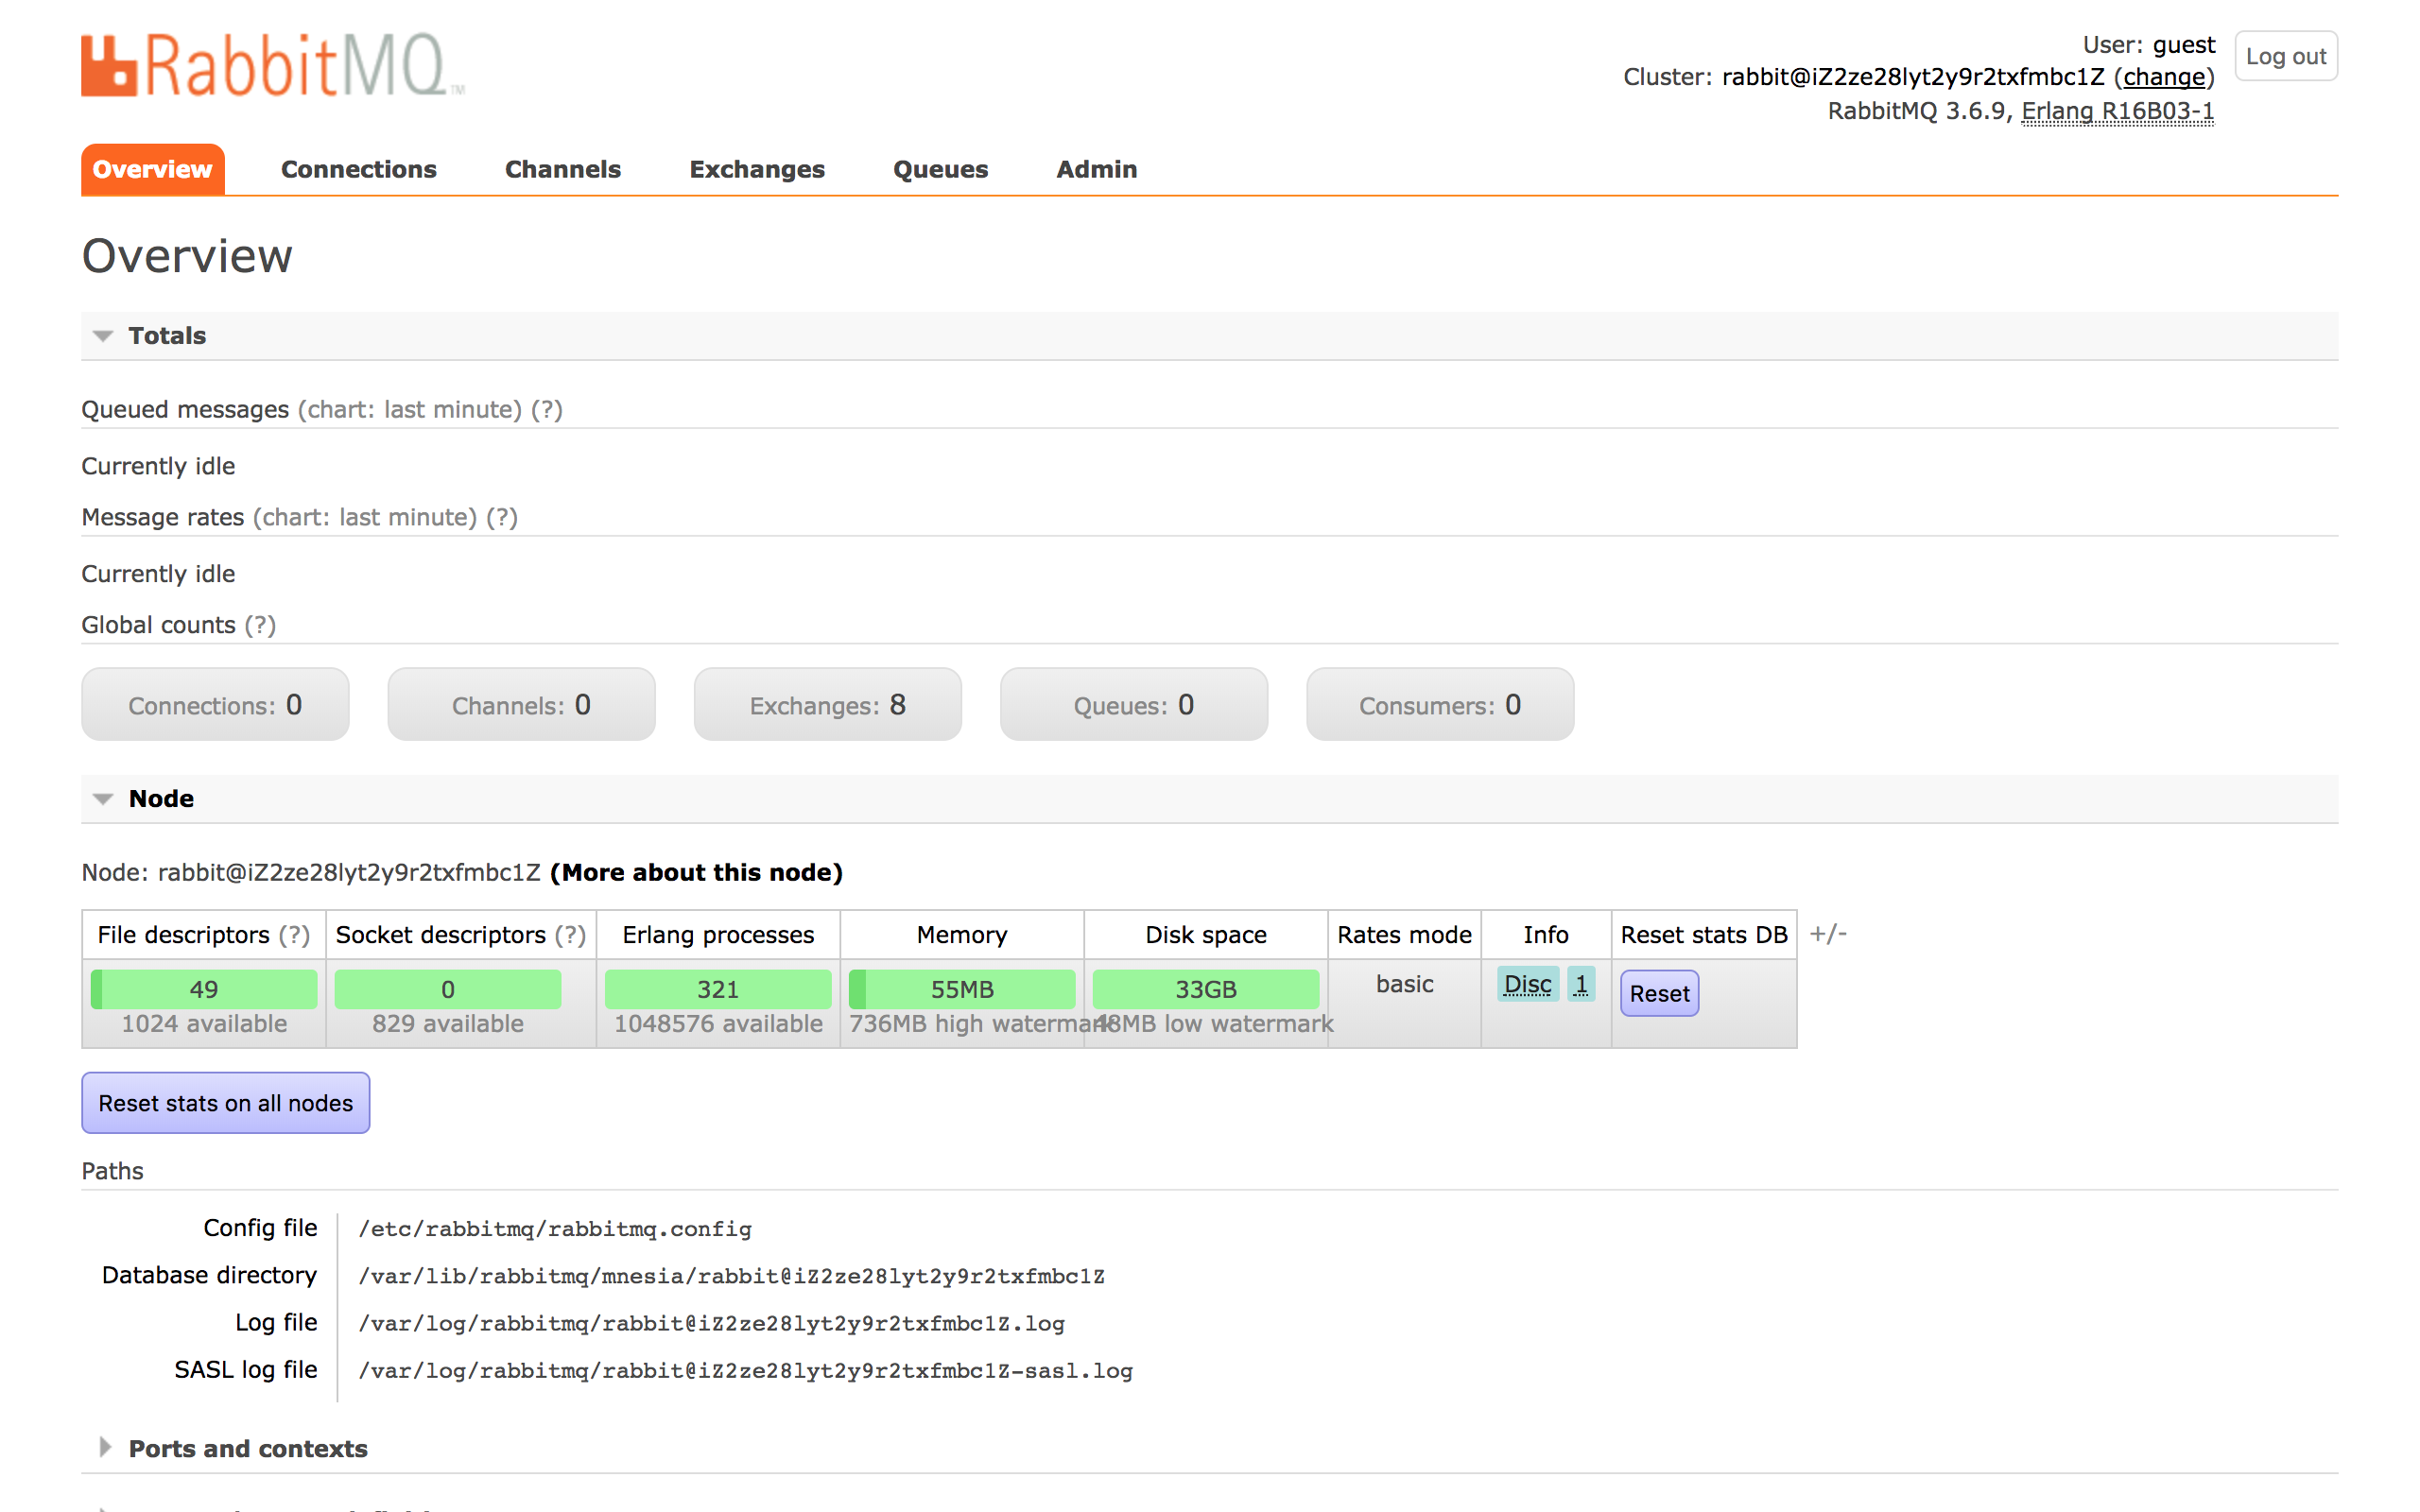 RabbitMQ™
User: guest
Log out
Cluster: rabbit@iZ2ze28lyt2y9r2txfmbc1Z (change)
RabbitMQ 3.6.9, Erlang R16B03-1
Overview Connections Channels Exchanges Queues Admin
Overview
Totals
Queued messages (chart: last minute) (?)
Currently idle
Message rates (chart: last minute) (?)
Currently idle
Global counts (?)
Connections: 0 Channels: 0 Exchanges: 8 Queues: 0 Consumers: 0
Node
Node: rabbit@iZ2ze28lyt2y9r2txfmbc1Z (More about this node)
File descriptors (?) Socket descriptors (?) Erlang processes Memory Disk space Rates mode Info Reset stats DB +/-
49 0 321 55MB 33GB basic Disc 1 Reset
1024 available 829 available 1048576 available 736MB high watermark 48MB low watermark
Reset stats on all nodes
Paths
Config file /etc/rabbitmq/rabbitmq.config
Database directory /var/lib/rabbitmq/mnesia/rabbit@iZ2ze28lyt2y9r2txfmbc1Z
Log file /var/log/rabbitmq/rabbit@iZ2ze28lyt2y9r2txfmbc1Z.log
SASL log file /var/log/rabbitmq/rabbit@iZ2ze28lyt2y9r2txfmbc1Z-sasl.log
Ports and contexts